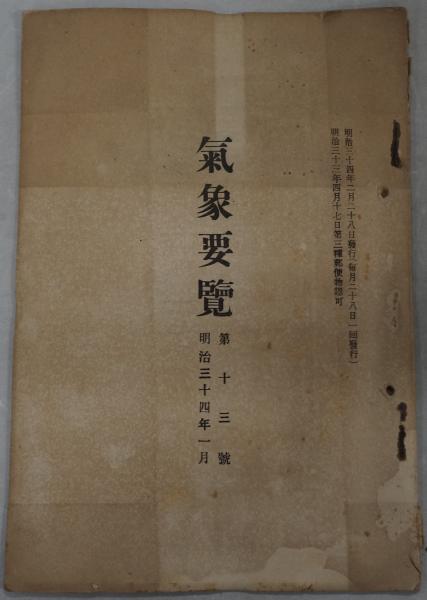 明治三十四年二月二十八日發行（毎月二十八日一回發行）
明治三十三年四月十七日第三種郵便物認可
氣象要覽
第十三號
明治三十四年一月